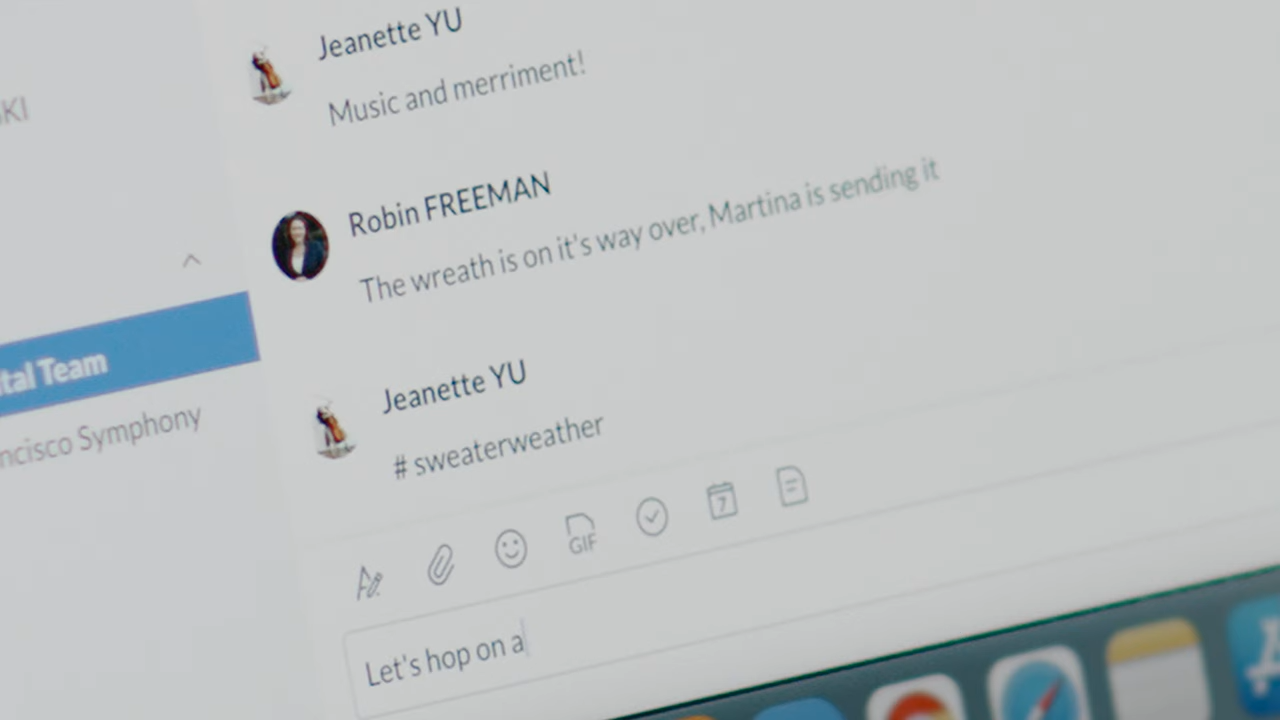 Jeanette YU
Music and merriment!
SKI
Robin FREEMAN
The wreath is on it's way over, Martina is sending it
tal Team
ncisco Symphony
Jeanette YU
# sweaterweather
GIF
7
Let's hop on a